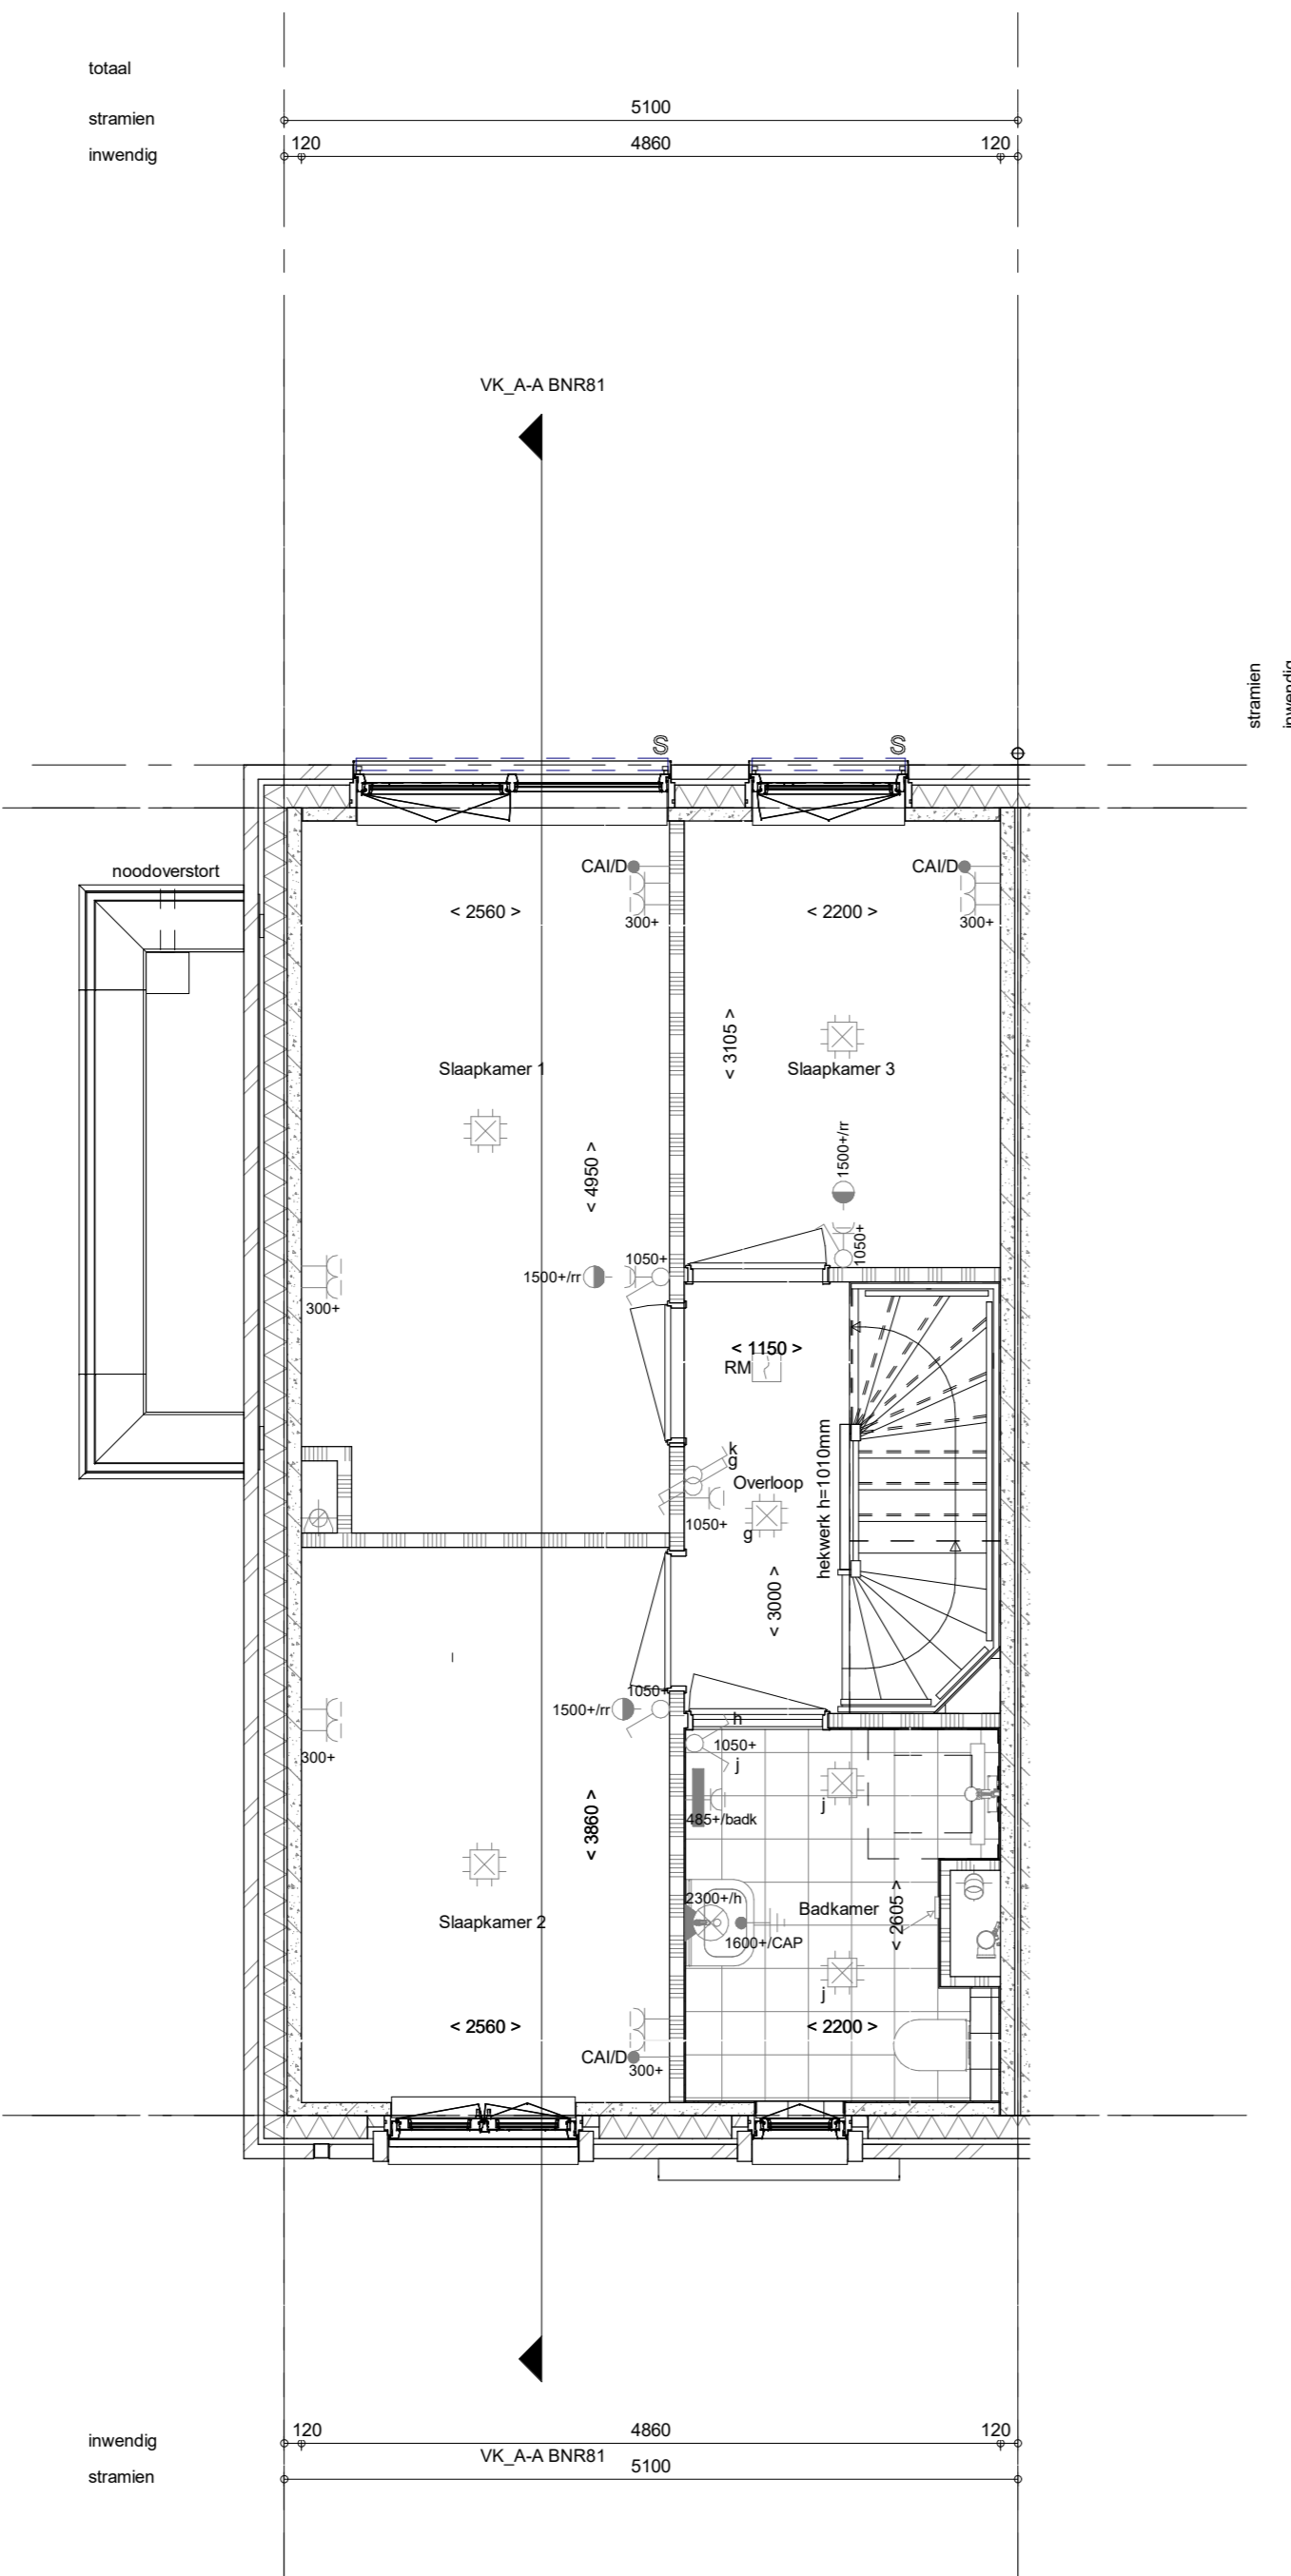 totaal
stramien
5100
inwendig
120
4860
120
VK_A-A BNR81
stramien
inwendig
S
S
noodoverstort
CAI/D
CAI/D
300+
300+
< 2560 >
< 2200 >
< 3105 >
Slaapkamer 1
Slaapkamer 3
< 4950 >
1500+/rr
1050+
1050+
1500+/rr
300+
< 1150 >
RM
k
g
Overloop
1050+
g
hekwerk h=1010mm
< 3000 >
1050+
1500+/rr
300+
h
1050+
j
485+/badk
j
< 3860 >
2300+/h
Badkamer
< 2605 >
Slaapkamer 2
1600+/CAP
j
< 2560 >
< 2200 >
CAI/D
300+
inwendig
120
4860
120
VK_A-A BNR81
stramien
5100